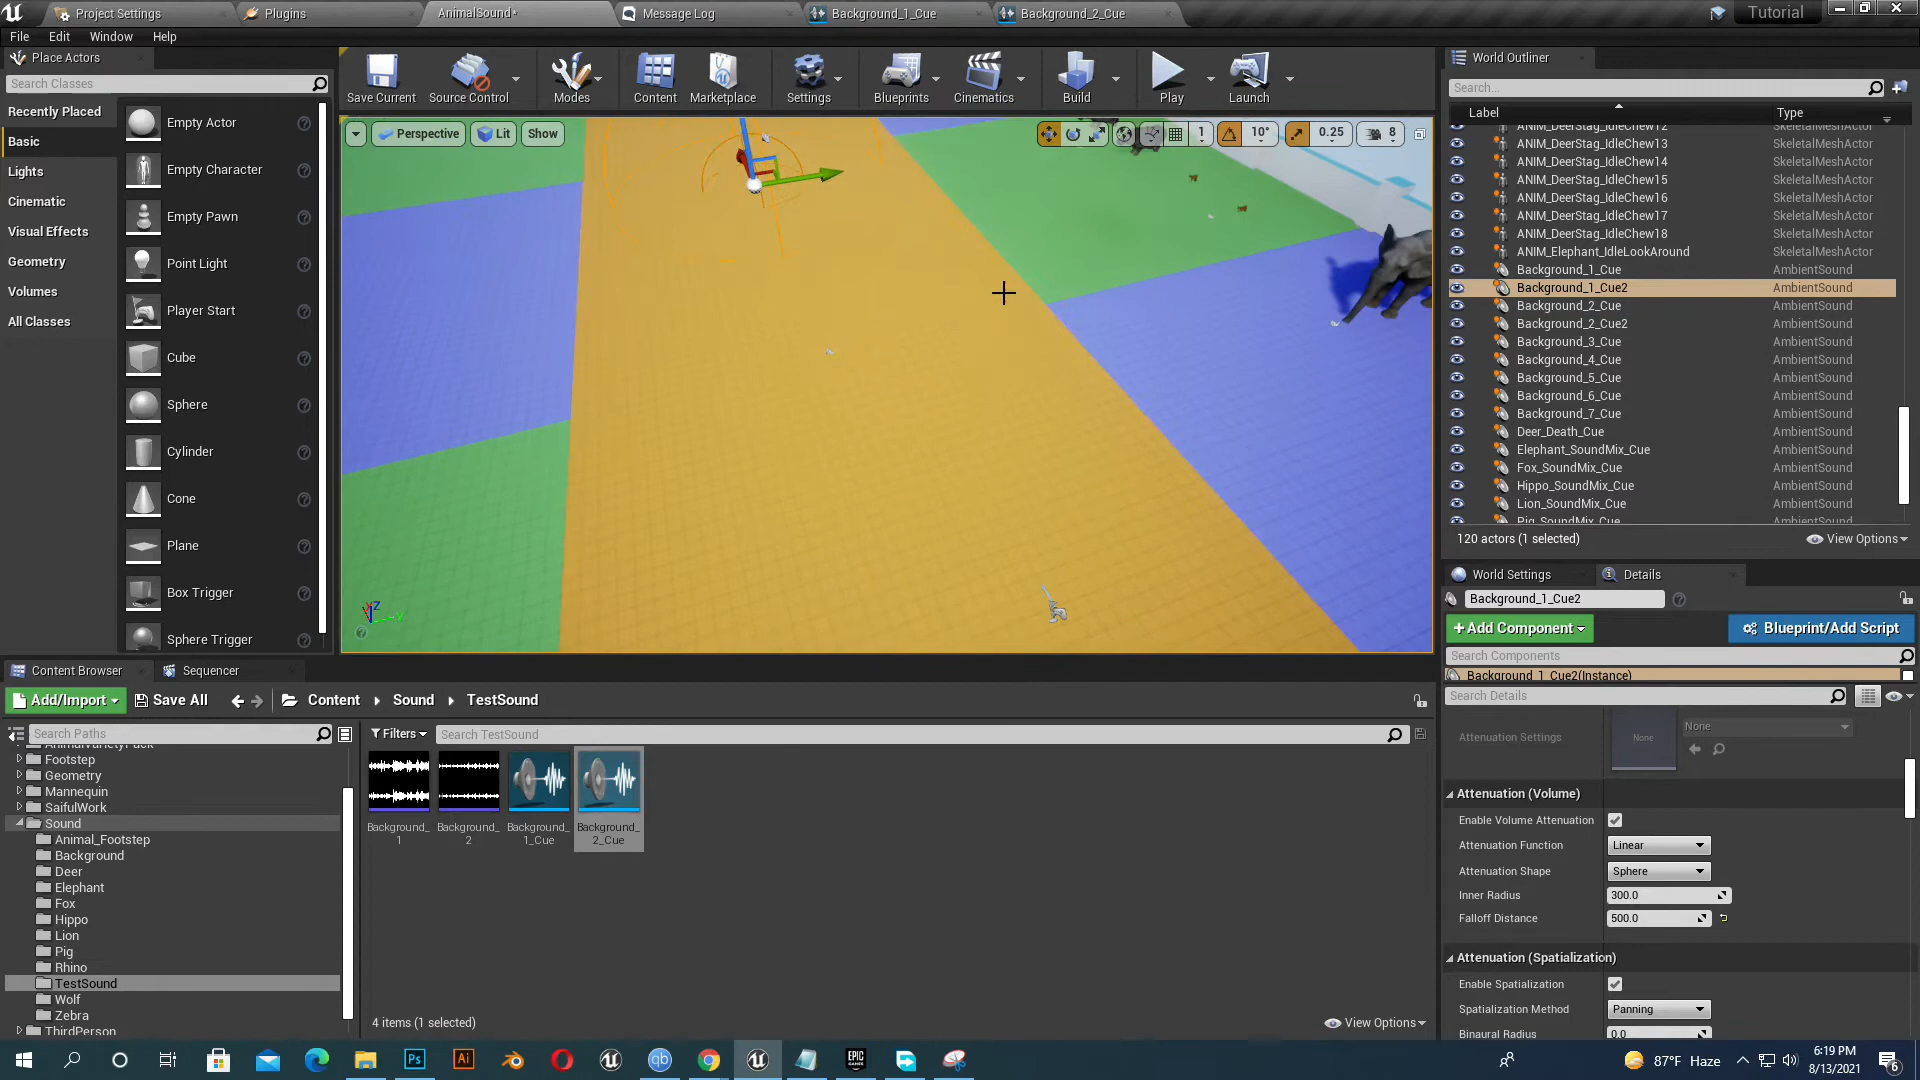 Project Settings
Plugins
AnimalSound*
Message Log
Background_1_Cue
Background_2_Cue
Tutorial
File Edit Window Help
Place Actors
Search Classes
Recently Placed
Basic
Lights
Cinematic
Visual Effects
Geometry
Volumes
All Classes
Empty Actor
Empty Character
Empty Pawn
Point Light
Player Start
Cube
Sphere
Cylinder
Cone
Plane
Box Trigger
Sphere Trigger
Save Current
Source Control
Modes
Content
Marketplace
Settings
Blueprints
Cinematics
Build
Play
Launch
Perspective
Lit
Show
1
10°
0.25
8
World Outliner
Search...
Label Type
ANIM_DeerStag_IdleChew12 SkeletalMeshActor
ANIM_DeerStag_IdleChew13 SkeletalMeshActor
ANIM_DeerStag_IdleChew14 SkeletalMeshActor
ANIM_DeerStag_IdleChew15 SkeletalMeshActor
ANIM_DeerStag_IdleChew16 SkeletalMeshActor
ANIM_DeerStag_IdleChew17 SkeletalMeshActor
ANIM_DeerStag_IdleChew18 SkeletalMeshActor
ANIM_Elephant_IdleLookAround SkeletalMeshActor
Background_1_Cue AmbientSound
Background_1_Cue2 AmbientSound
Background_2_Cue AmbientSound
Background_2_Cue2 AmbientSound
Background_3_Cue AmbientSound
Background_4_Cue AmbientSound
Background_5_Cue AmbientSound
Background_6_Cue AmbientSound
Background_7_Cue AmbientSound
Deer_Death_Cue AmbientSound
Elephant_SoundMix_Cue AmbientSound
Fox_SoundMix_Cue AmbientSound
Hippo_SoundMix_Cue AmbientSound
Lion_SoundMix_Cue AmbientSound
Pig_SoundMix_Cue AmbientSound
120 actors (1 selected)
View Options
World Settings
Details
Background_1_Cue2
+Add Component
Blueprint/Add Script
Search Components
Background_1_Cue2(Instance)
Search Details
Attenuation Settings None None
Attenuation (Volume)
Enable Volume Attenuation
Attenuation Function Linear
Attenuation Shape Sphere
Inner Radius 300.0
Falloff Distance 500.0
Attenuation (Spatialization)
Enable Spatialization
Spatialization Method Panning
Binaural Radius 0.0
Content Browser
Sequencer
Add/Import
Save All
Content
Sound
TestSound
Search Paths
Filters
Search TestSound
AnimalVarietyPack
Footstep
Geometry
Mannequin
SaifulWork
Sound
Animal_Footstep
Background
Deer
Elephant
Fox
Hippo
Lion
Pig
Rhino
TestSound
Wolf
Zebra
ThirdPerson
Background_
1
Background_
2
Background_
1_Cue
Background_
2_Cue
4 items (1 selected)
View Options
87°F Haze
6:19 PM
8/13/2021
6